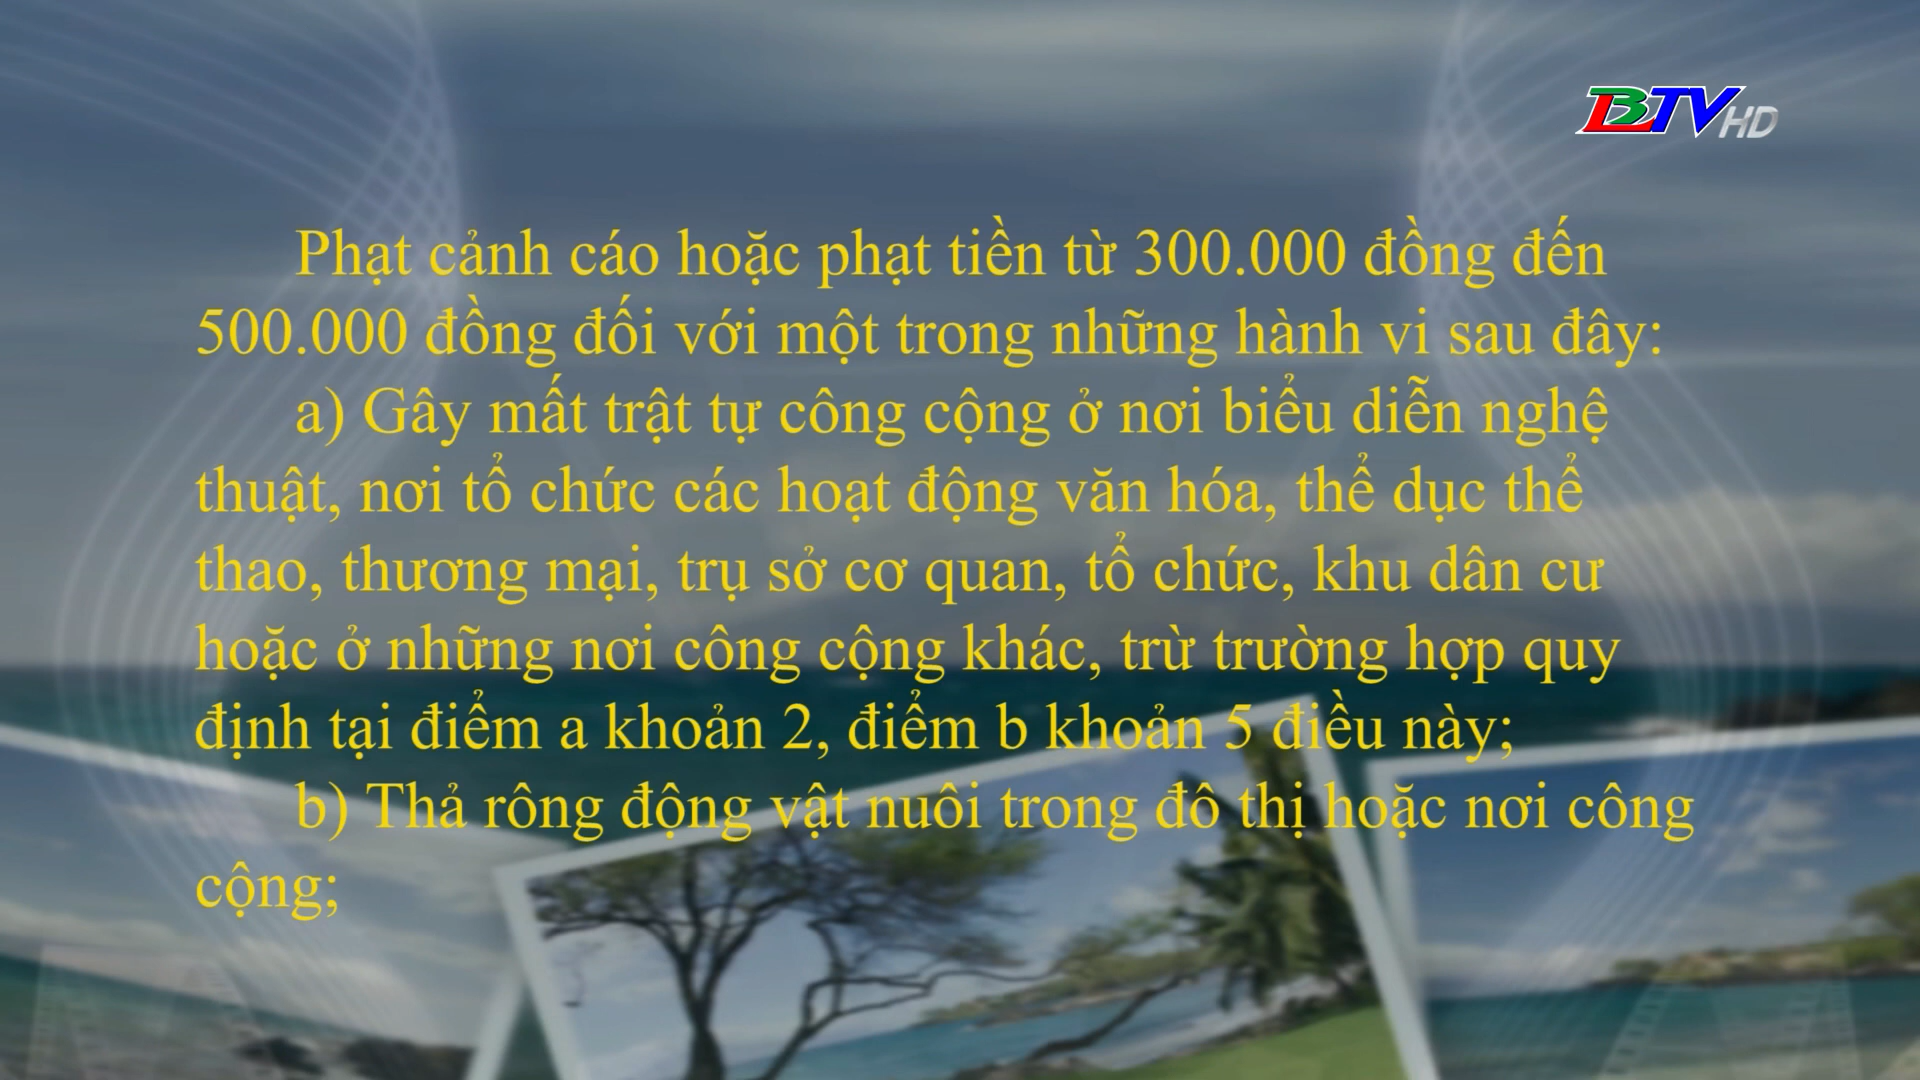 BTV HD
Phạt cảnh cáo hoặc phạt tiền từ 300.000 đồng đến
500.000 đồng đối với một trong những hành vi sau đây:
a) Gây mất trật tự công cộng ở nơi biểu diễn nghệ
thuật, nơi tổ chức các hoạt động văn hóa, thể dục thể
thao, thương mại, trụ sở cơ quan, tổ chức, khu dân cư
hoặc ở những nơi công cộng khác, trừ trường hợp quy
định tại điểm a khoản 2, điểm b khoản 5 điều này;
b) Thả rông động vật nuôi trong đô thị hoặc nơi công
cộng;